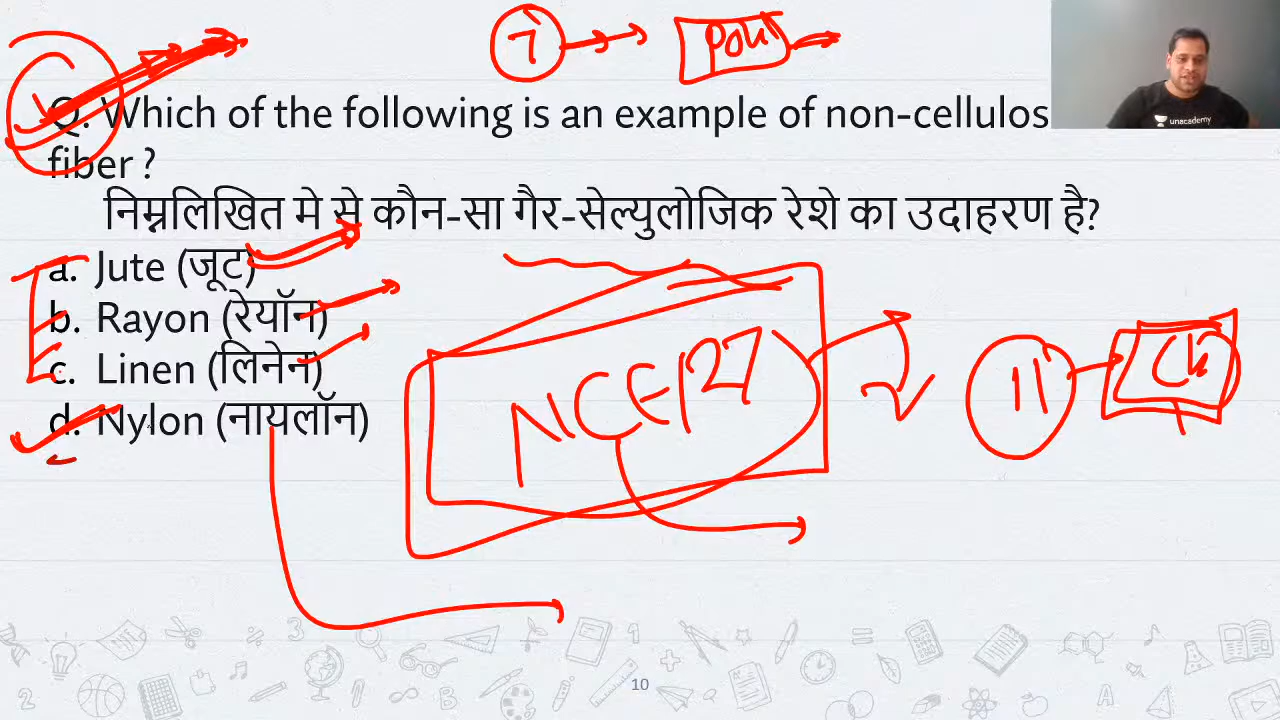 7
Q. Which of the following is an example of non-cellulos
fiber ?
निम्नलिखित मे से कौन-सा गैर-सेल्युलोजिक रेशे का उदाहरण है?
a. Jute (जूट)
b. Rayon (रेयॉन)
c. Linen (लिनेन)
d. Nylon (नायलॉन)
NCERT
11
10
unacademy